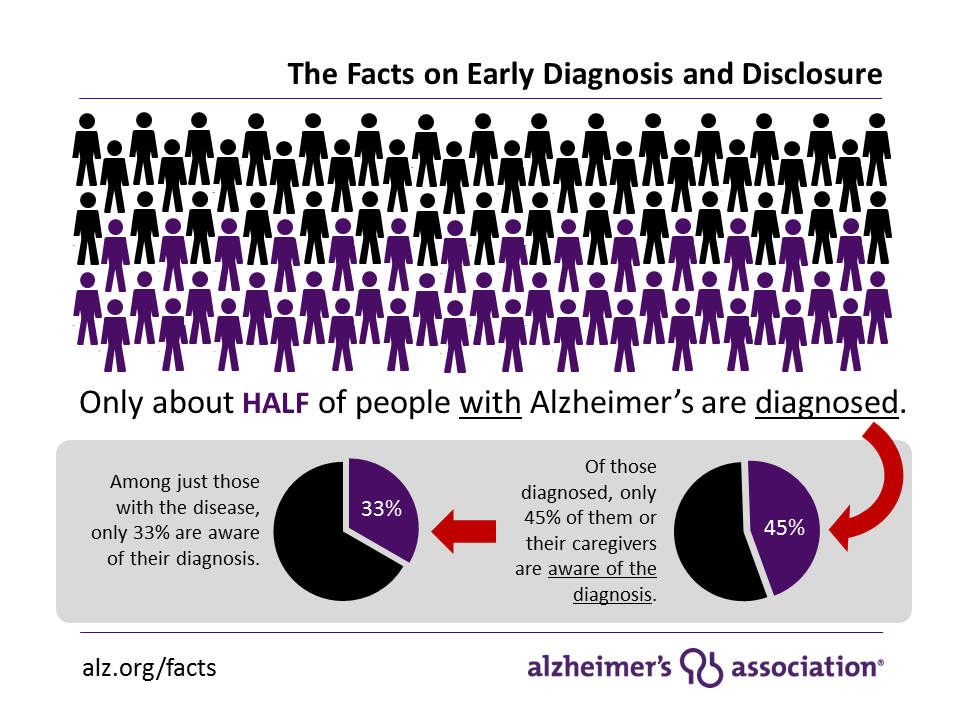 The Facts on Early Diagnosis and Disclosure
Only about HALF of people with Alzheimer’s are diagnosed.
Among just those
with the disease,
only 33% are aware
of their diagnosis.
33%
Of those
diagnosed, only
45% of them or
their caregivers
are aware of the
diagnosis.
45%
alz.org/facts
alzheimer’s association®